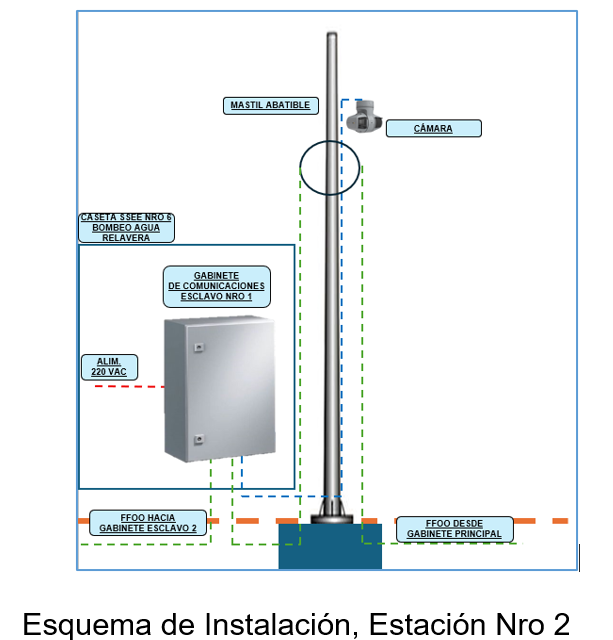 MASTIL ABATIBLE
CÂMARA
CASETA SSEE NRO 6
BOMBEO AGUA
RELAVERA
GABINETE
DE COMUNICACIONES
ESCLAVO NRO 1
ALIM.
220 VAC
FFOO HACIA
GABINETE ESCLAVO 2
FFOO DESDE
GABINETE PRINCIPAL
Esquema de Instalación, Estación Nro 2